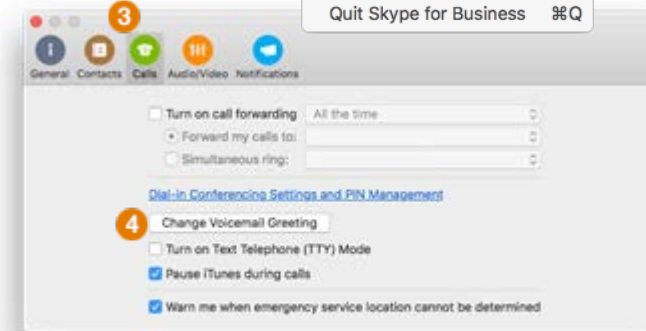 Quit Skype for Business ⌘Q
3
General Contacts Calls Audio/Video Notifications
Turn on call forwarding All the time
Forward my calls to:
Simultaneous ring:
Dial-in Conferencing Settings and PIN Management
4 Change Voicemail Greeting
Turn on Text Telephone (TTY) Mode
Pause iTunes during calls
Warn me when emergency service location cannot be determined